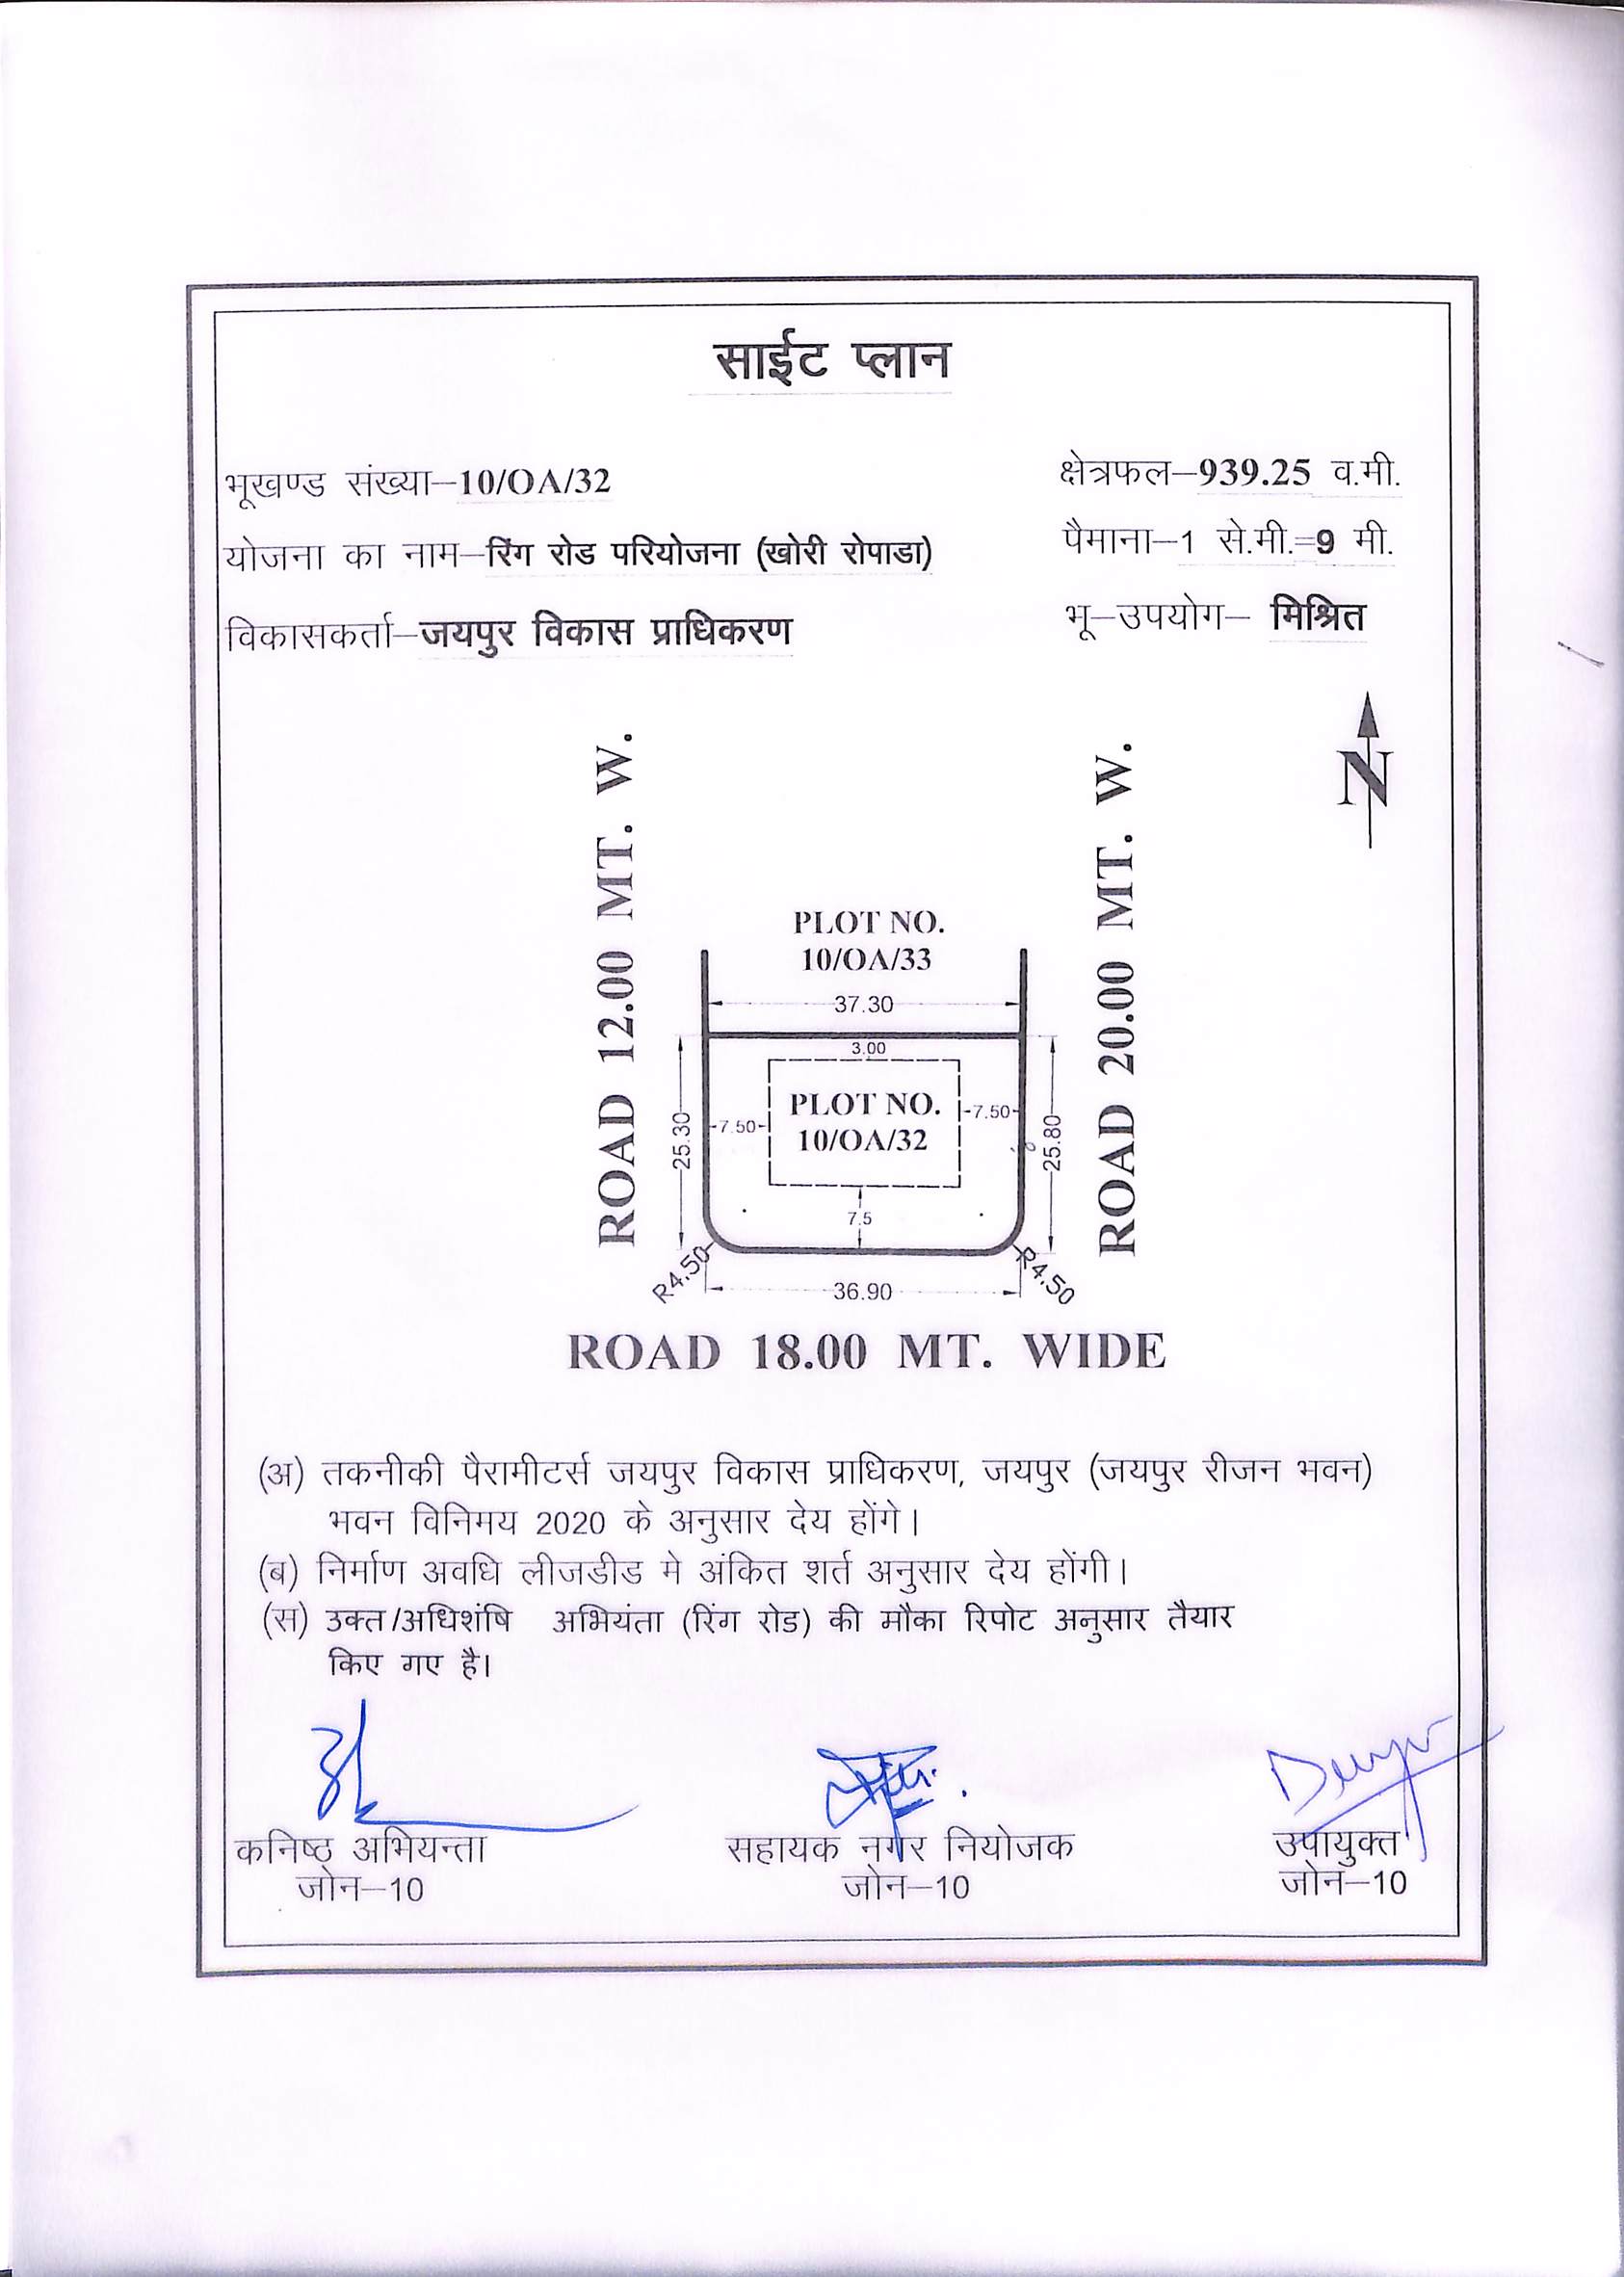 साईट प्लान
भूखण्ड संख्या–10/OA/32
क्षेत्रफल–939.25 व.मी.
योजना का नाम–रिंग रोड परियोजना (खोरी रोपाडा)
पैमाना–1 से.मी.=9 मी.
विकासकर्ता–जयपुर विकास प्राधिकरण
भू–उपयोग– मिश्रित
N
ROAD 12.00 MT. W.
ROAD 20.00 MT. W.
PLOT NO.
10/OA/33
37.30
3.00
PLOT NO.
10/OA/32
7.50
7.50
25.30
25.80
7.5
R4.50
R4.50
36.90
ROAD 18.00 MT. WIDE
(अ) तकनीकी पैरामीटर्स जयपुर विकास प्राधिकरण, जयपुर (जयपुर रीजन भवन)
भवन विनिमय 2020 के अनुसार देय होंगे।
(ब) निर्माण अवधि लीजडीड मे अंकित शर्त अनुसार देय होंगी।
(स) उक्त/अधिशंषि अभियंता (रिंग रोड) की मौका रिपोट अनुसार तैयार
किए गए है।
कनिष्ठ अभियन्ता
जोन–10
सहायक नगर नियोजक
जोन–10
उपायुक्त
जोन–10